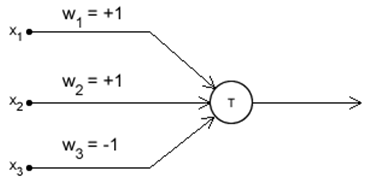 w₁ = +1
x₁
w₂ = +1
x₂
T
w₃ = -1
x₃